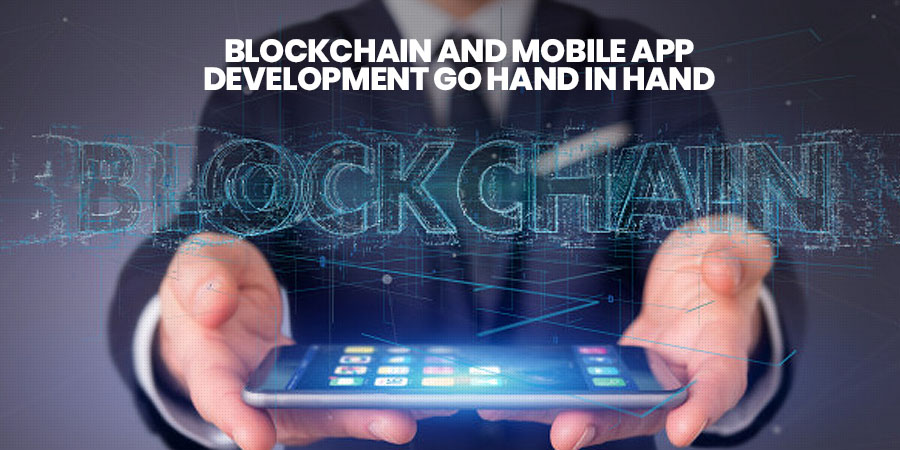 BLOCKCHAIN AND MOBILE APP
DEVELOPMENT GO HAND IN HAND
BLOCKCHAIN